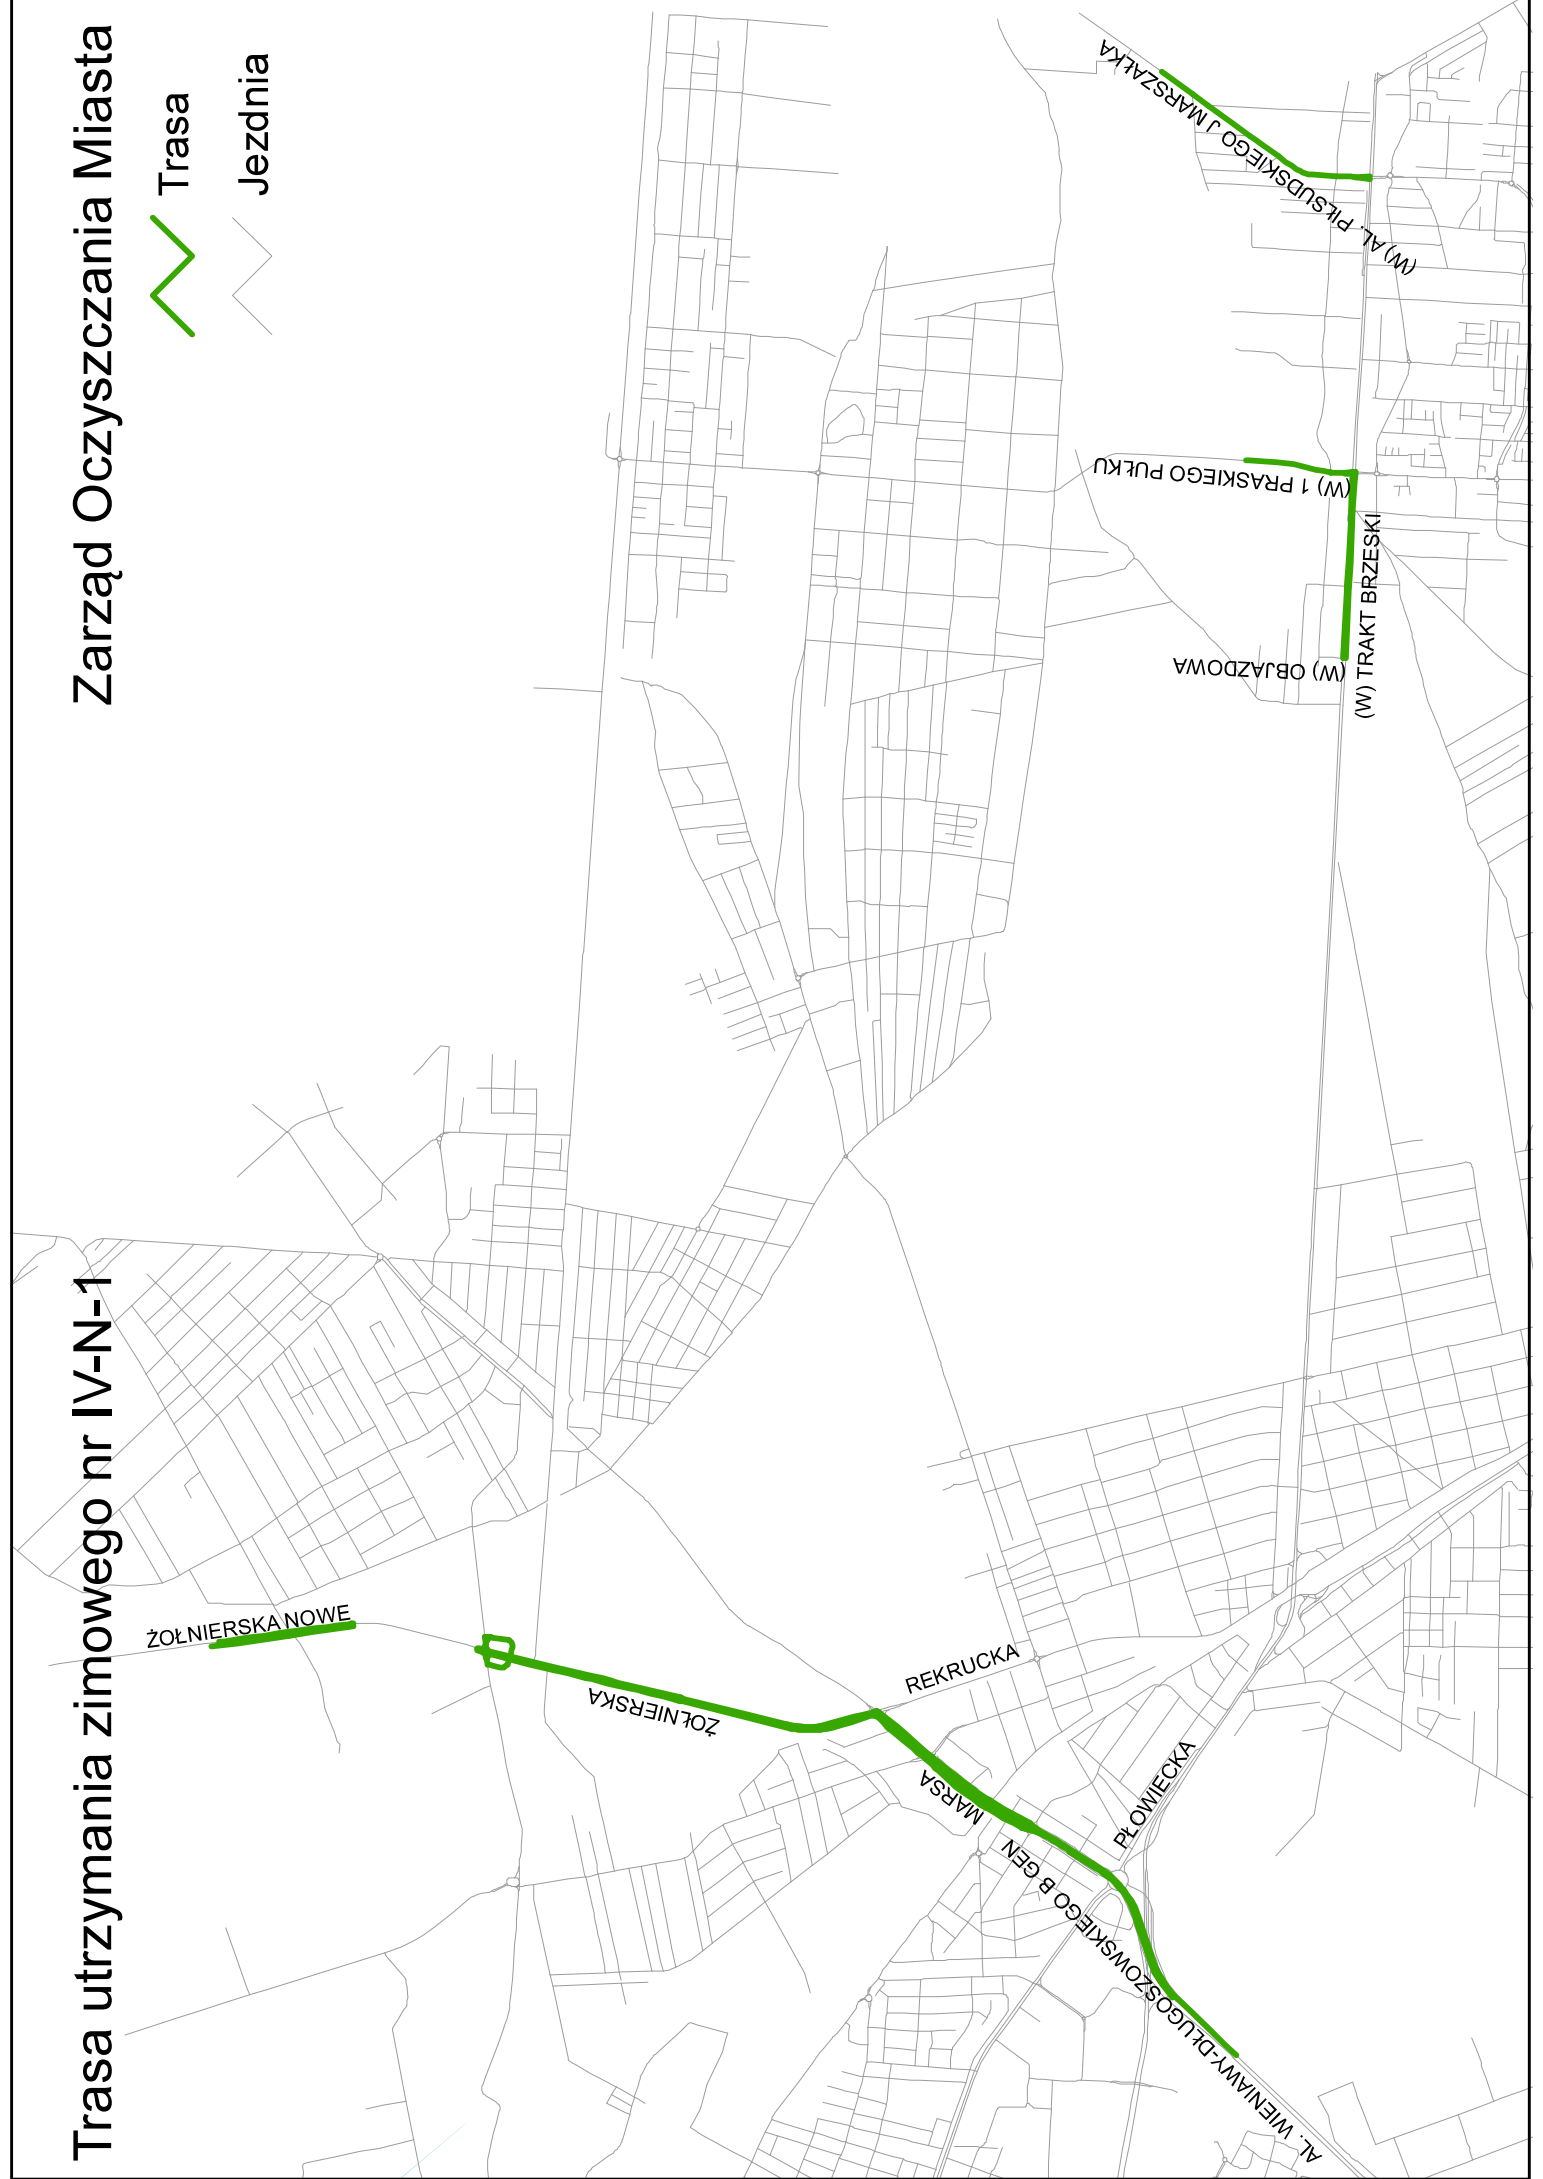 Trasa utrzymania zimowego nr IV-N-1
Zarząd Oczyszczania Miasta
Trasa
Jezdnia
ŻOŁNIERSKA NOWE
ŻOŁNIERSKA
REKRUCKA
MARSA
PŁOWIECKA
AL. WIENIAWY-DŁUGOSZOWSKIEGO B GEN
(W) OBJAZDOWA
(W) TRAKT BRZESKI
(W) 1 PRASKIEGO PUŁKU
(W) AL. PIŁSUDSKIEGO J MARSZAŁKA